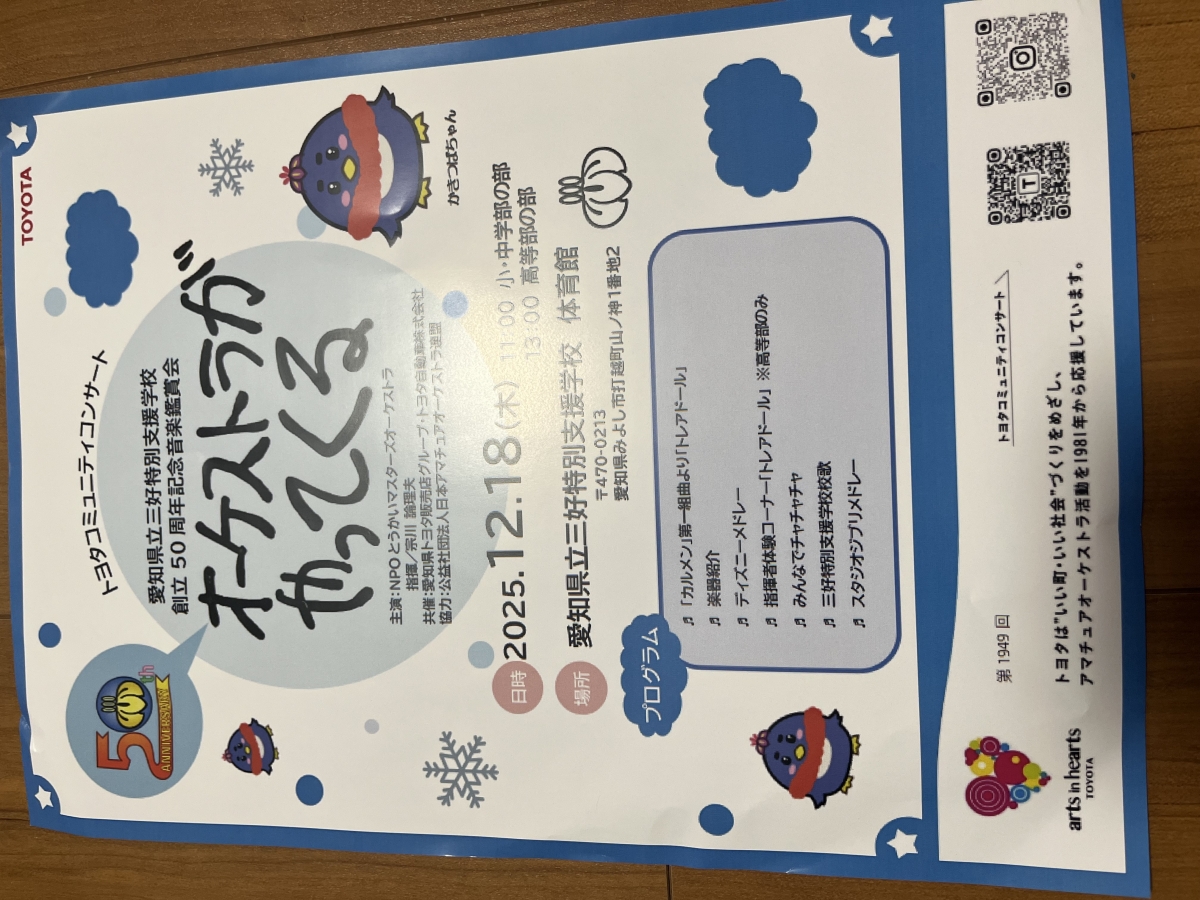 TOYOTA
トヨタコミュニティコンサート
50th
ANNIVERSARY
愛知県立三好特別支援学校
創立50周年記念音楽鑑賞会
オーケストラが
やってくる
かきつばちゃん
主演:NPOとうかいマスターズオーケストラ
指揮/宗川 諭理夫
共催:愛知県トヨタ販売店グループ・トヨタ自動車株式会社
協力:公益社団法人日本アマチュアオーケストラ連盟
日時 2025.12.18(木) 11:00 小・中学部の部
13:00 高等部の部
場所 愛知県立三好特別支援学校 体育館
〒470-0213
愛知県みよし市打越町山ノ神1番地2
プログラム
♬ 「カルメン」第一組曲より「トレアドール」
♬ 楽器紹介
♬ ディズニーメドレー
♬ 指揮者体験コーナー「トレアドール」 ※高等部のみ
♬ みんなでチャチャチャ
♬ 三好特別支援学校校歌
♬ スタジオジブリメドレー
第1949回
トヨタコミュニティコンサート
T
arts in hearts
TOYOTA
トヨタは"いい町・いい社会"づくりをめざし、
アマチュアオーケストラ活動を1981年から応援しています。